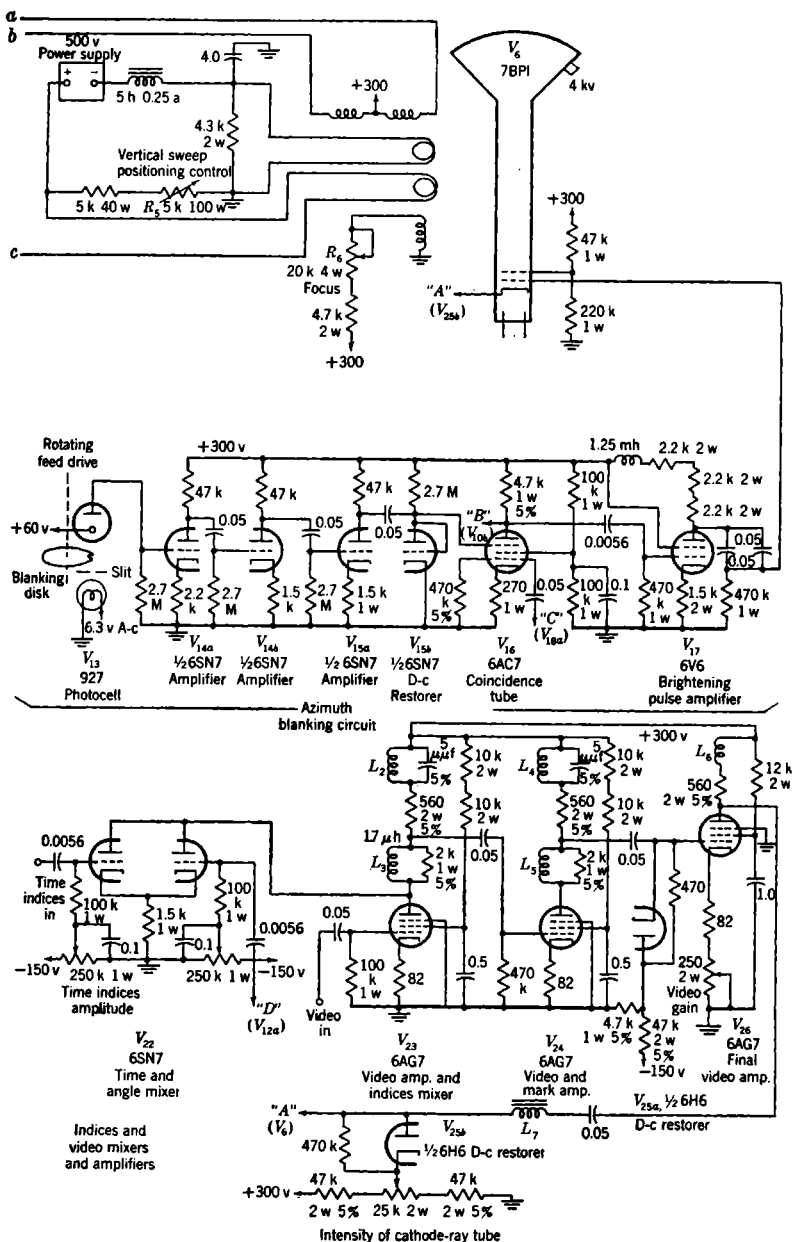 a
b
500 v
Power supply
+ −
5 h 0.25 a
4.0
4.3 k
2 w
Vertical sweep
positioning control
5 k 40 w R5 5 k 100 w
c
+300
R6
20 k 4 w
Focus
4.7 k
2 w
+300
V6
7BPI
4 kv
+300
47 k
1 w
"A"
(V25b)
220 k
1 w
Rotating
feed drive
+60 v
Blanking
disk
Slit
6.3 v A-c
V13
927
Photocell
+300 v
47 k
0.05
2.7
M
2.2
k
2.7
M
V14a
½ 6SN7
Amplifier
47 k
0.05
1.5
k
2.7
M
V14b
½ 6SN7
Amplifier
47 k
0.05
1.5 k
1 w
V15a
½ 6SN7
Amplifier
2.7 M
V15b
½ 6SN7
D-c
Restorer
"B"
(V10b)
4.7 k
1 w
5%
470
k
5%
270
1 w
0.05
"C"
(V18a)
V16
6AC7
Coincidence
tube
100
k
1 w
0.0056
100
k
1 w
0.1
470
k
1 w
1.25 mh
2.2 k 2 w
2.2 k 2 w
2.2 k 2 w
0.05
0.05
1.5 k
2 w
470 k
1 w
V17
6V6
Brightening
pulse amplifier
Azimuth
blanking circuit
0.0056
Time
indices
in
100 k
1 w
0.1
1.5 k
1 w
0.1
100
k
1 w
0.0056
−150 v
250 k 1 w
250 k 1 w
−150 v
Time indices
amplitude
"D"
(V12a)
V22
6SN7
Time and
angle mixer
Indices and
video mixers
and amplifiers
L2
5
μμf
5%
560
2 w
5%
17 μh
L3
2 k
1 w
5%
10 k
2 w
10 k
2 w
0.05
0.05
100
k
1 w
Video
in
82
0.5
470
k
V23
6AG7
Video amp. and
indices mixer
L4
5
μμf
5%
560
2 w
5%
L5
2 k
1 w
5%
10 k
2 w
10 k
2 w
0.05
82
0.5
V24
6AG7
Video and
mark amp.
+300 v
L6
560
2 w 5%
12 k
2 w
470
82
1.0
250
2 w
Video
gain
4.7 k
1 w 5%
47 k
2 w
5%
−150 v
V26
6AG7
Final
video amp.
V25a, ½ 6H6
D-c restorer
"A"
(V6)
470 k
V25b
½ 6H6 D-c restorer
L7
0.05
+300 v
47 k
2 w 5%
25 k 2 w
47 k
2 w 5%
Intensity of cathode-ray tube